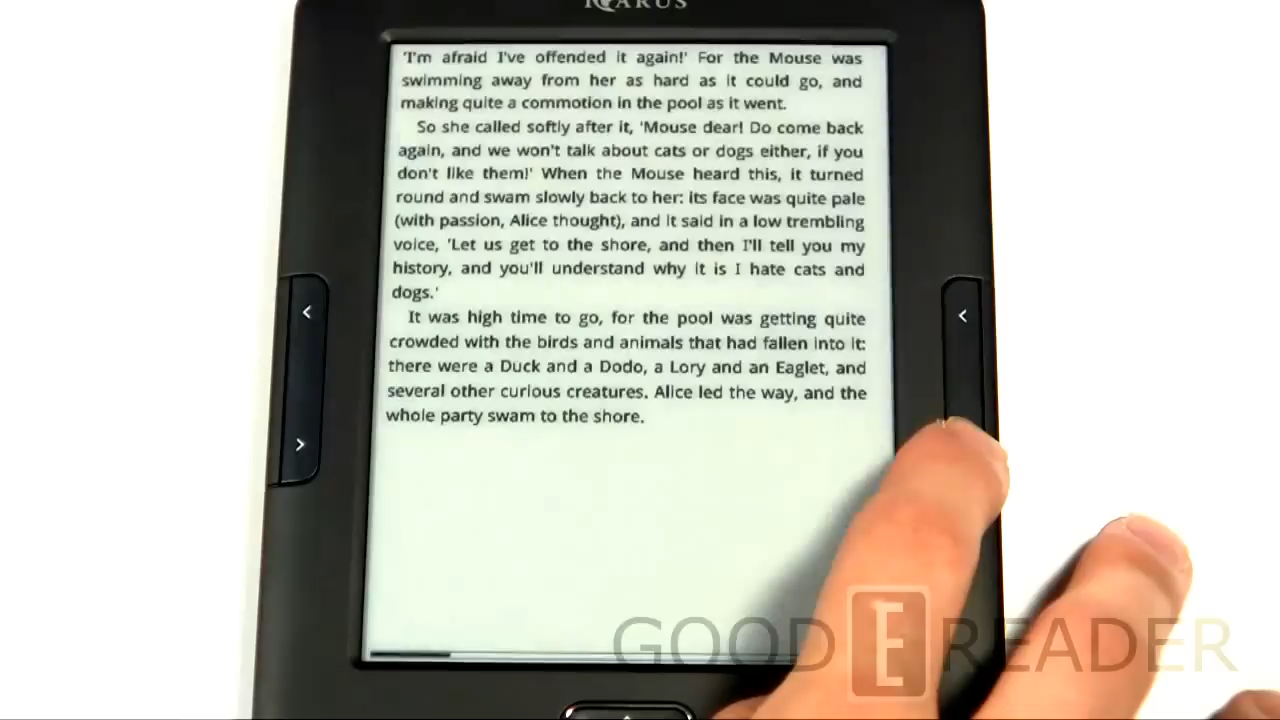 ICARUS
'I'm afraid I've offended it again!' For the Mouse was
swimming away from her as hard as it could go, and
making quite a commotion in the pool as it went.
So she called softly after it, 'Mouse dear! Do come back
again, and we won't talk about cats or dogs either, if you
don't like them!' When the Mouse heard this, it turned
round and swam slowly back to her: its face was quite pale
(with passion, Alice thought), and it said in a low trembling
voice, 'Let us get to the shore, and then I'll tell you my
history, and you'll understand why it is I hate cats and
dogs.'
It was high time to go, for the pool was getting quite
crowded with the birds and animals that had fallen into it:
there were a Duck and a Dodo, a Lory and an Eaglet, and
several other curious creatures. Alice led the way, and the
whole party swam to the shore.
GOOD E READER